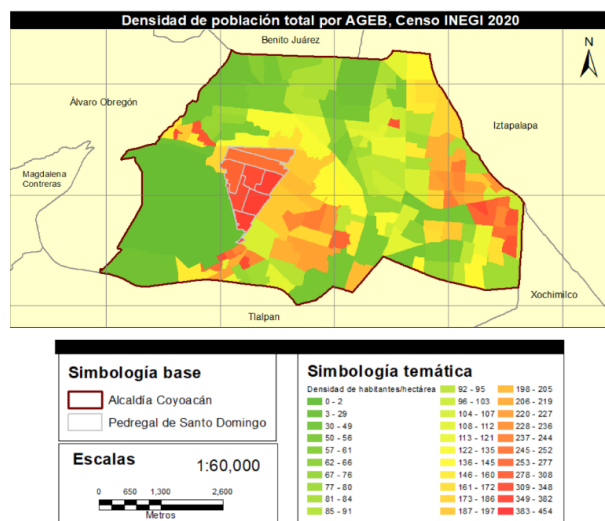 Densidad de población total por AGEB, Censo INEGI 2020
Benito Juárez
N
Álvaro Obregón
Iztapalapa
Magdalena
Contreras
Xochimilco
Tlalpan
Simbología base
Alcaldía Coyoacán
Pedregal de Santo Domingo
Escalas
1:60,000
0 650 1,300 2,600
Metros
Simbología temática
Densidad de habitantes/hectárea
0 - 2
3 - 29
30 - 49
50 - 56
57 - 61
62 - 66
67 - 76
77 - 80
81 - 84
85 - 91
92 - 95
96 - 103
104 - 107
108 - 112
113 - 121
122 - 135
136 - 145
146 - 160
161 - 172
173 - 186
187 - 197
198 - 205
206 - 219
220 - 227
228 - 236
237 - 244
245 - 252
253 - 277
278 - 308
309 - 348
349 - 382
383 - 454